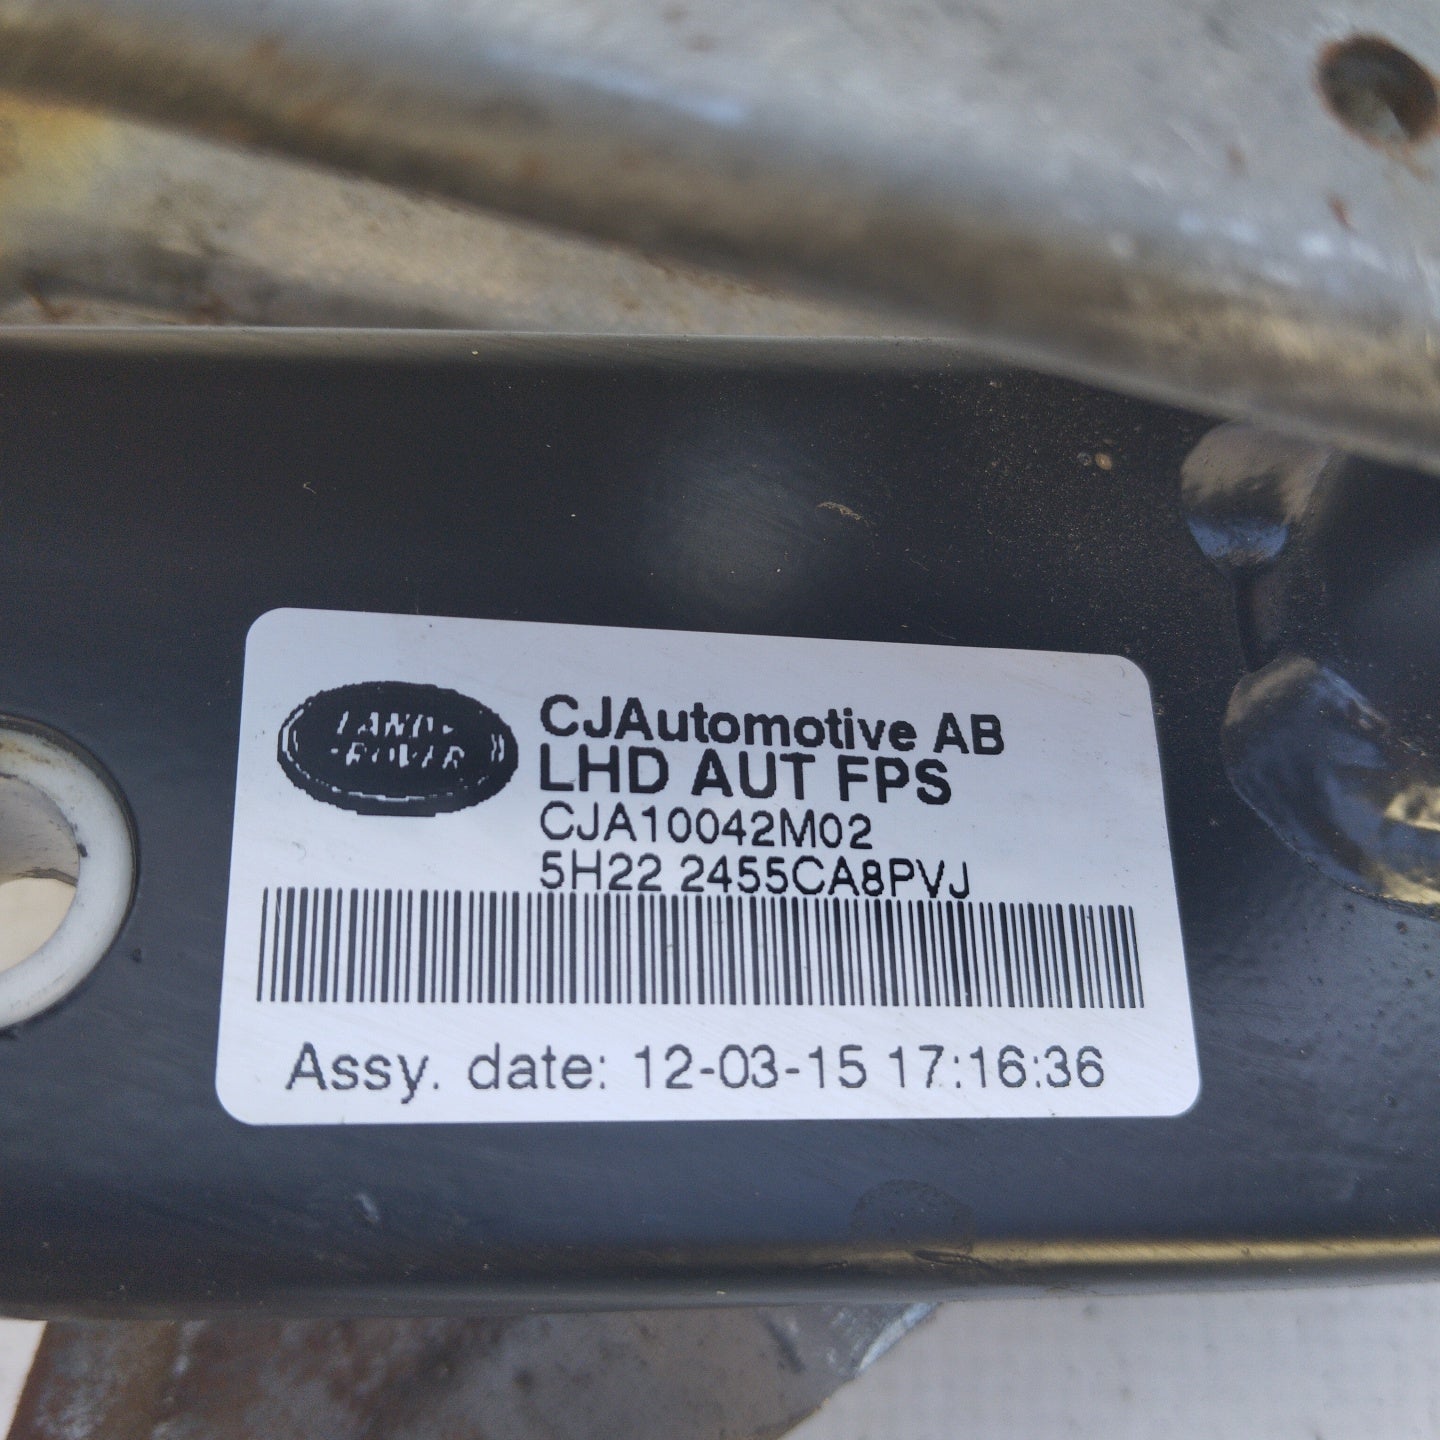 LAND
ROVER
CJAutomotive AB
LHD AUT FPS
CJA10042M02
5H22 2455CA8PVJ
Assy. date: 12-03-15 17:16:36